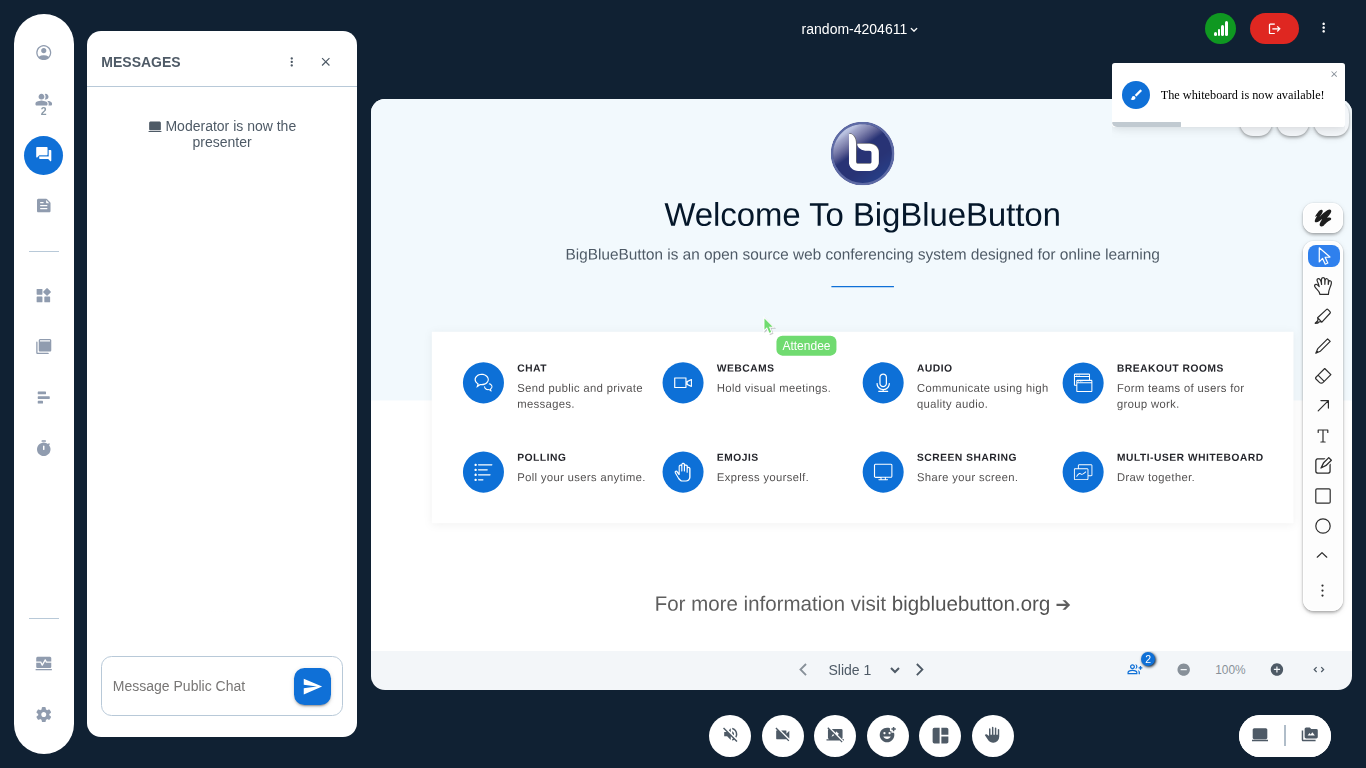 random-4204611
MESSAGES
2
Moderator is now the
presenter
The whiteboard is now available!
Welcome To BigBlueButton
BigBlueButton is an open source web conferencing system designed for online learning
Attendee
CHAT
Send public and private
messages.
WEBCAMS
Hold visual meetings.
AUDIO
Communicate using high
quality audio.
BREAKOUT ROOMS
Form teams of users for
group work.
POLLING
Poll your users anytime.
EMOJIS
Express yourself.
SCREEN SHARING
Share your screen.
MULTI-USER WHITEBOARD
Draw together.
For more information visit bigbluebutton.org ➔
Message Public Chat
Slide 1
2
100%